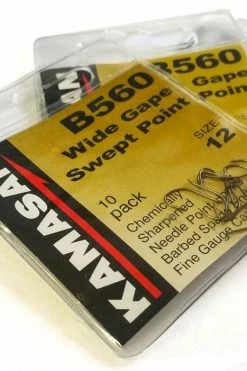 B560
Wide Gape
Swept Point
10
pack
Chemically
Sharpened
Needle Point
Barbed
Fine Gauge
KAMASAN
B560
Gape
Point
SIZE
12